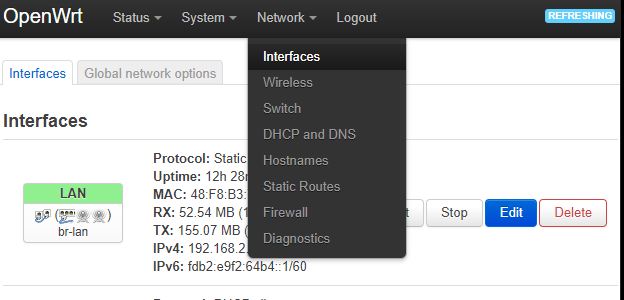 OpenWrt Status System Network Logout REFRESHING
Interfaces
Wireless
Switch
DHCP and DNS
Hostnames
Static Routes
Firewall
Diagnostics
Interfaces Global network options
Interfaces
LAN
br-lan
Protocol: Static
Uptime: 12h 28m
MAC: 48:F8:B3:
RX: 52.54 MB (1
TX: 155.07 MB
IPv4: 192.168.2.
IPv6: fdb2:e9f2:64b4::1/60
Stop Edit Delete